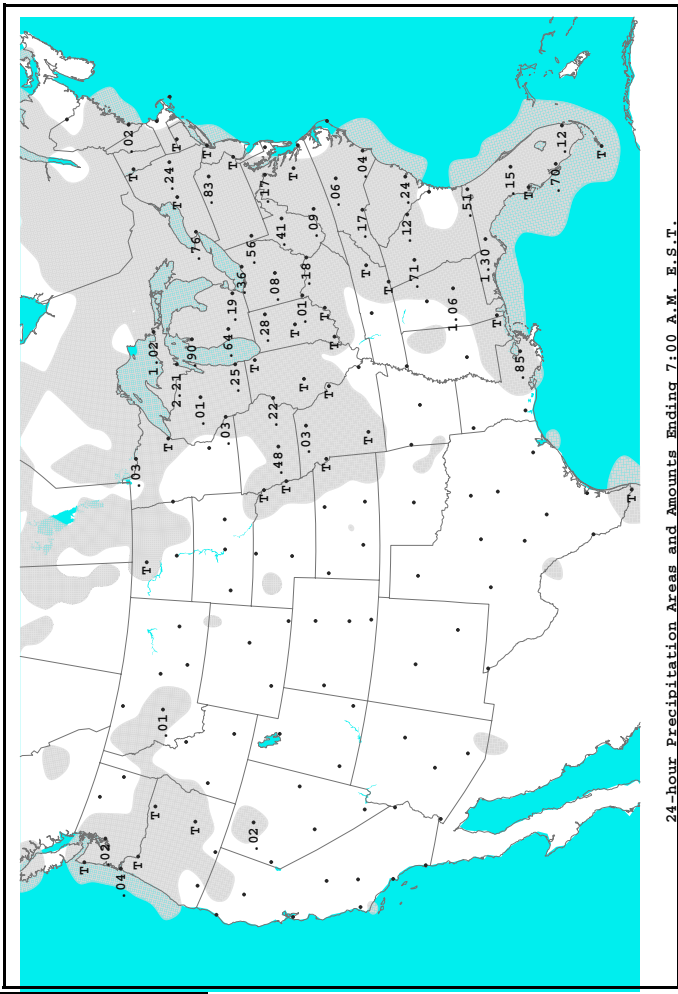 T
.02
.04
T
.02
T
.03
T
1.02
T
.01
T
.24
2.21
T
T
.90
T
.76
.01
T
.83
.03
.64
.19
T
.25
.36
.56
.02
T
T
.28
.17
.22
.08
.48
.41
T
T
T
.01
T
.03
.18
.09
T
T
T
T
.06
.17
.04
T
T
T
.24
.12
.71
1.06
.51
1.30
T
.15
.85
T
.70
.12
T
T
24-hour Precipitation Areas and Amounts Ending 7:00 A.M. E.S.T.